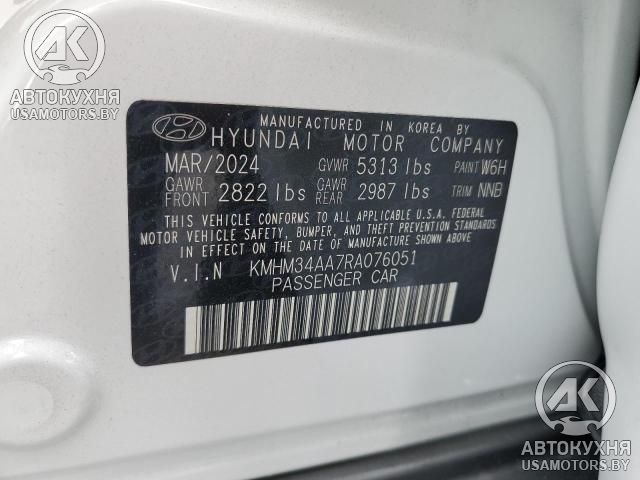 AK
АВТОКУХНЯ
USAMOTORS.BY
MANUFACTURED IN KOREA BY
HYUNDAI MOTOR COMPANY
MAR/2024 GVWR 5313 lbs PAINT W6H
GAWR FRONT 2822 lbs GAWR REAR 2987 lbs TRIM NNB
THIS VEHICLE CONFORMS TO ALL APPLICABLE U.S.A. FEDERAL
MOTOR VEHICLE SAFETY, BUMPER, AND THEFT PREVENTION STANDARDS
IN EFFECT ON THE DATE OF MANUFACTURE SHOWN ABOVE.
V.I.N KMHM34AA7RA076051
PASSENGER CAR
AK
АВТОКУХНЯ
USAMOTORS.BY